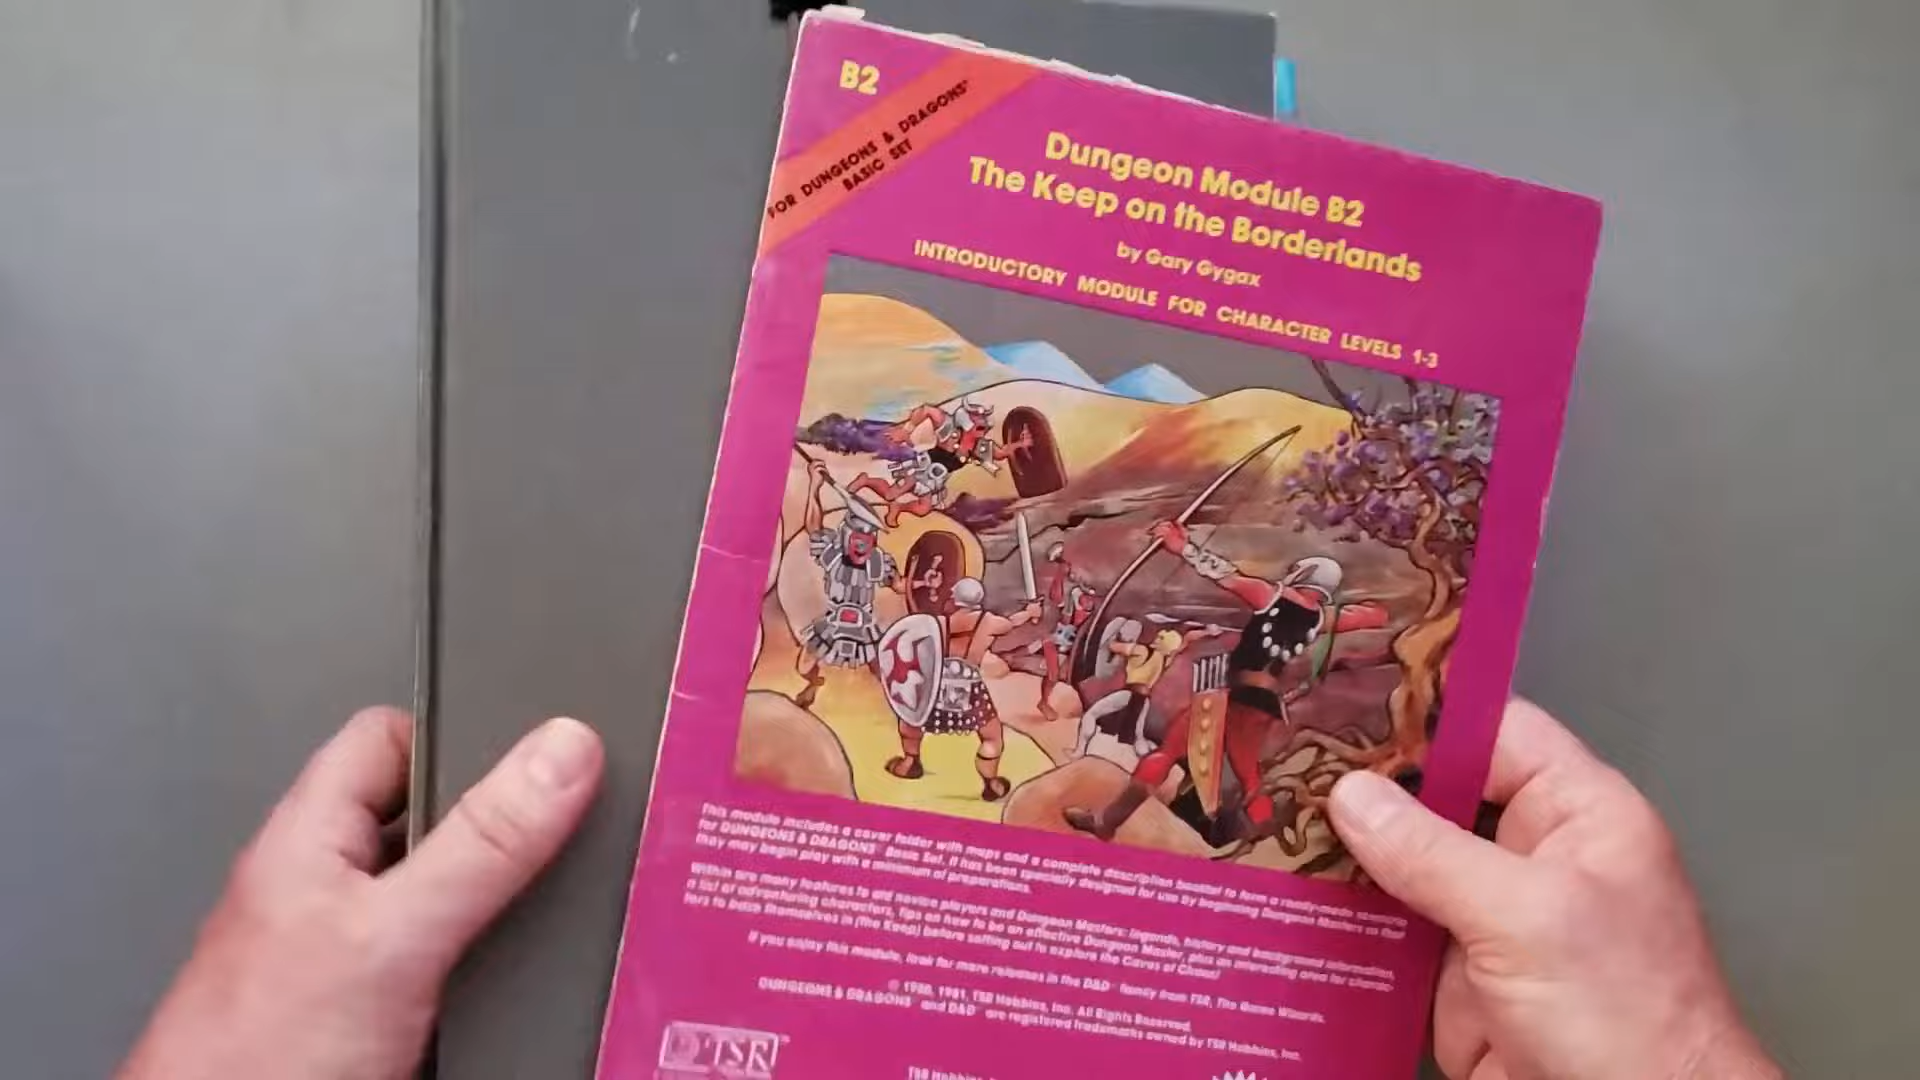 B2
FOR DUNGEONS & DRAGONS®
BASIC SET
Dungeon Module B2
The Keep on the Borderlands
by Gary Gygax
INTRODUCTORY MODULE FOR CHARACTER LEVELS 1-3
This module includes a cover folder with maps and a complete description booklet to form a ready-made scenario
for DUNGEONS & DRAGONS® Basic Set. It has been specially designed for use by beginning Dungeon Masters so that
they may begin play with a minimum of preparations.
Within are many features to aid novice players and Dungeon Masters: legends, history and background information,
a list of adventuring characters, tips on how to be an effective Dungeon Master, plus an interesting area for charac-
ters to base themselves in (the Keep) before setting out to explore the Caves of Chaos!
If you enjoy this module, look for more releases in the D&D™ family from TSR, The Game Wizards.
© 1980, 1981, TSR Hobbies, Inc. All Rights Reserved.
DUNGEONS & DRAGONS® and D&D™ are registered trademarks owned by TSR Hobbies, Inc.
TSR™
TSR Hobbies,